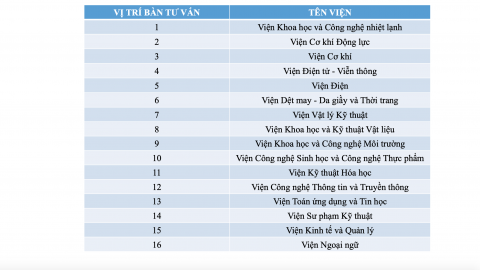 VỊ TRÍ BÀN TƯ VẤN TÊN VIỆN
1 Viện Khoa học và Công nghệ nhiệt lạnh
2 Viện Cơ khí Động lực
3 Viện Cơ khí
4 Viện Điện tử - Viễn thông
5 Viện Điện
6 Viện Dệt may - Da giầy và Thời trang
7 Viện Vật lý Kỹ thuật
8 Viện Khoa học và Kỹ thuật Vật liệu
9 Viện Khoa học và Công nghệ Môi trường
10 Viện Công nghệ Sinh học và Công nghệ Thực phẩm
11 Viện Kỹ thuật Hóa học
12 Viện Công nghệ Thông tin và Truyền thông
13 Viện Toán ứng dụng và Tin học
14 Viện Sư phạm Kỹ thuật
15 Viện Kinh tế và Quản lý
16 Viện Ngoại ngữ